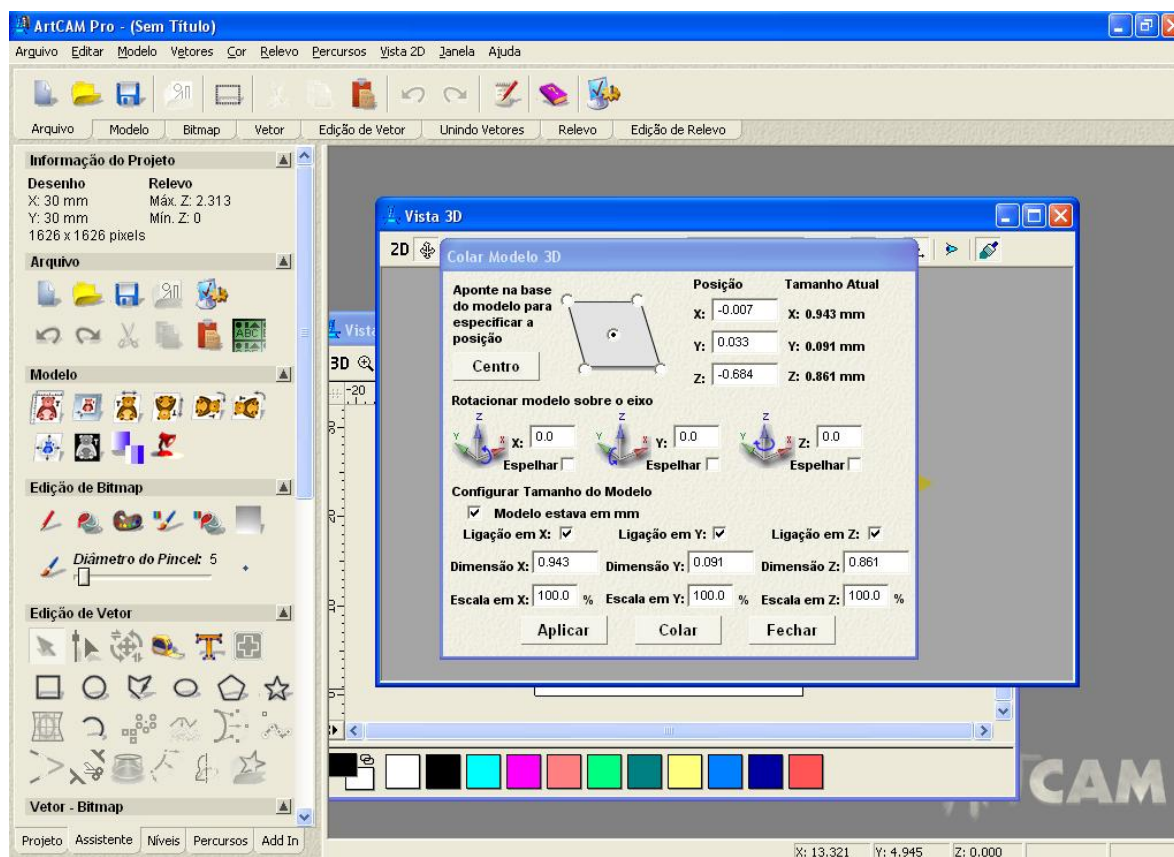 ArtCAM Pro - (Sem Título)
Arquivo Editar Modelo Vetores Cor Relevo Percursos Vista 2D Janela Ajuda
Arquivo Modelo Bitmap Vetor Edição de Vetor Unindo Vetores Relevo Edição de Relevo
Informação do Projeto
Desenho Relevo
X: 30 mm Máx. Z: 2.313
Y: 30 mm Mín. Z: 0
1626 x 1626 pixels
Arquivo
ABC
Modelo
Edição de Bitmap
Diâmetro do Pincel: 5
Edição de Vetor
Vetor - Bitmap
Projeto Assistente Níveis Percursos Add In
Vista 3D
2D
Colar Modelo 3D
Aponte na base
do modelo para
especificar a
posição
Centro
Posição Tamanho Atual
X: -0.007 X: 0.943 mm
Y: 0.033 Y: 0.091 mm
Z: -0.684 Z: 0.861 mm
Rotacionar modelo sobre o eixo
Z Y X X: 0.0 Z Y X Y: 0.0 Z Y X Z: 0.0
Espelhar Espelhar Espelhar
Configurar Tamanho do Modelo
Modelo estava em mm
Ligação em X: Ligação em Y: Ligação em Z:
Dimensão X: 0.943 Dimensão Y: 0.091 Dimensão Z: 0.861
Escala em X: 100.0 % Escala em Y: 100.0 % Escala em Z: 100.0 %
Aplicar Colar Fechar
Vista
3D
-20
CAM
X: 13.321 Y: 4.945 Z: 0.000